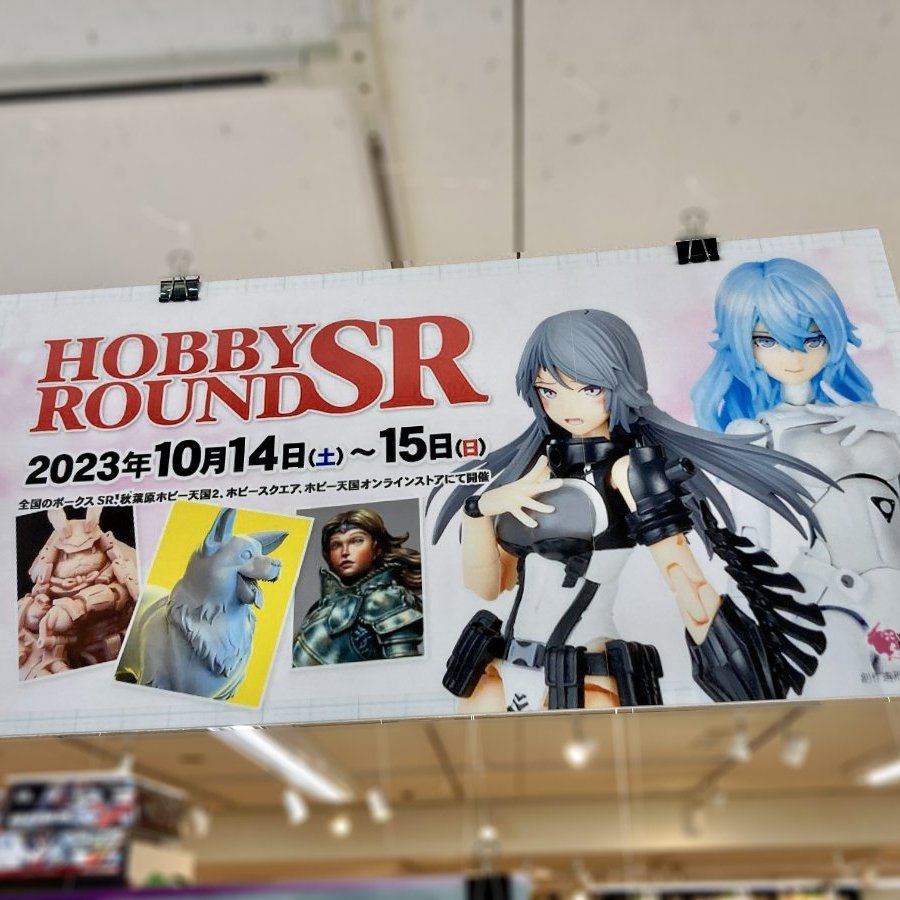 HOBBY
ROUND SR
2023年10月14日(土)～15日(日)
全国のボークスSR、秋葉原ホビー天国2、ホビースクエア、ホビー天国オンラインストアにて開催